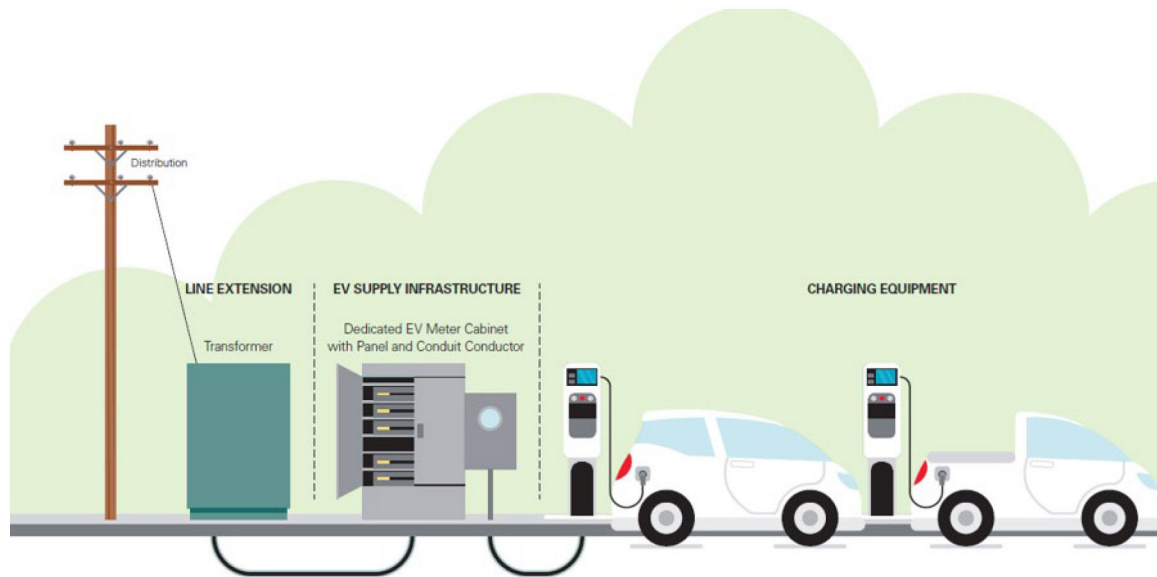 Distribution
LINE EXTENSION
EV SUPPLY INFRASTRUCTURE
CHARGING EQUIPMENT
Transformer
Dedicated EV Meter Cabinet
with Panel and Conduit Conductor